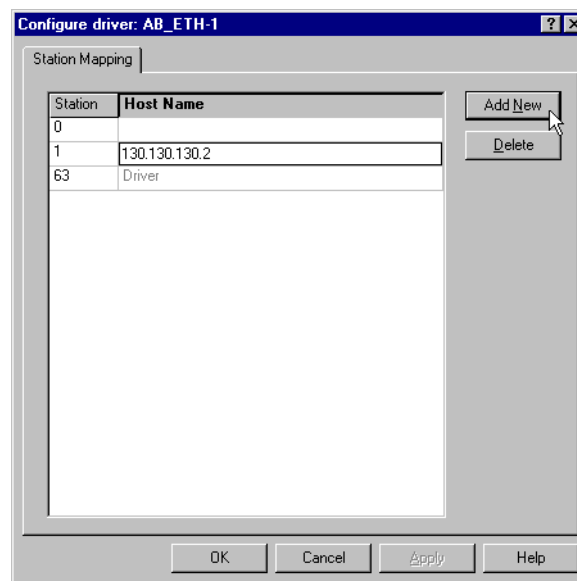 Configure driver: AB_ETH-1
Station Mapping
Station Host Name
0
1 130.130.130.2
63 Driver
Add New
Delete
OK Cancel Apply Help